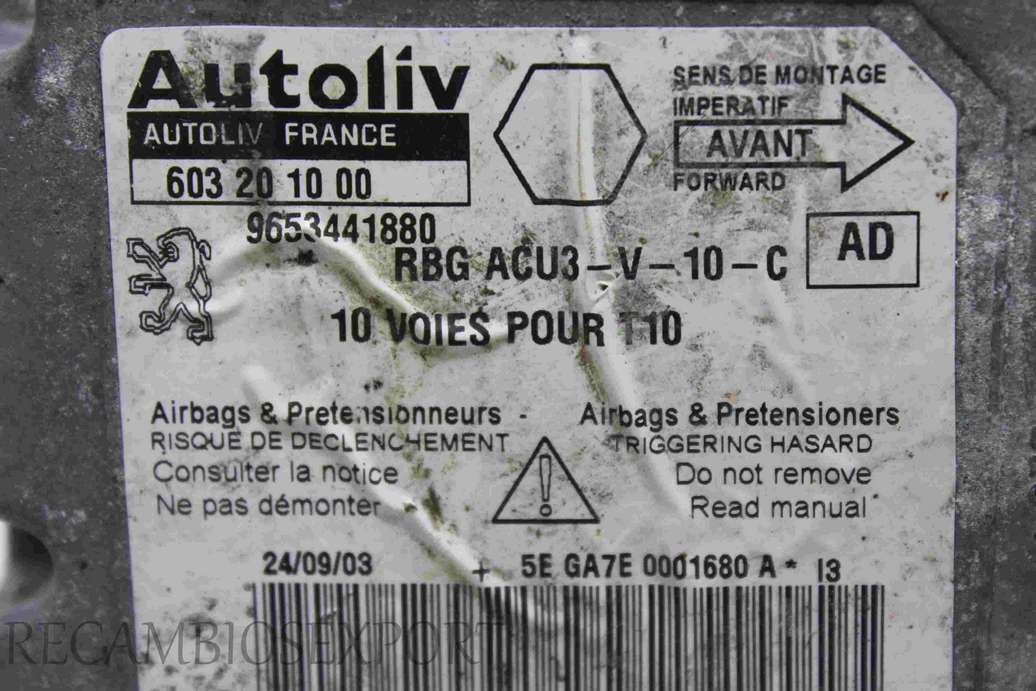 Autoliv
AUTOLIV FRANCE
603 20 10 00
9653441880
SENS DE MONTAGE
IMPERATIF
AVANT
FORWARD
RBG ACU3-V-10-C
AD
10 VOIES POUR T10
Airbags & Pretensionneurs -
RISQUE DE DECLENCHEMENT
Consulter la notice
Ne pas démonter
Airbags & Pretensioners
TRIGGERING HASARD
Do not remove
Read manual
!
24/09/03 + 5E GA7E 0001680 A * I3
RECAMBIOSEXPORT